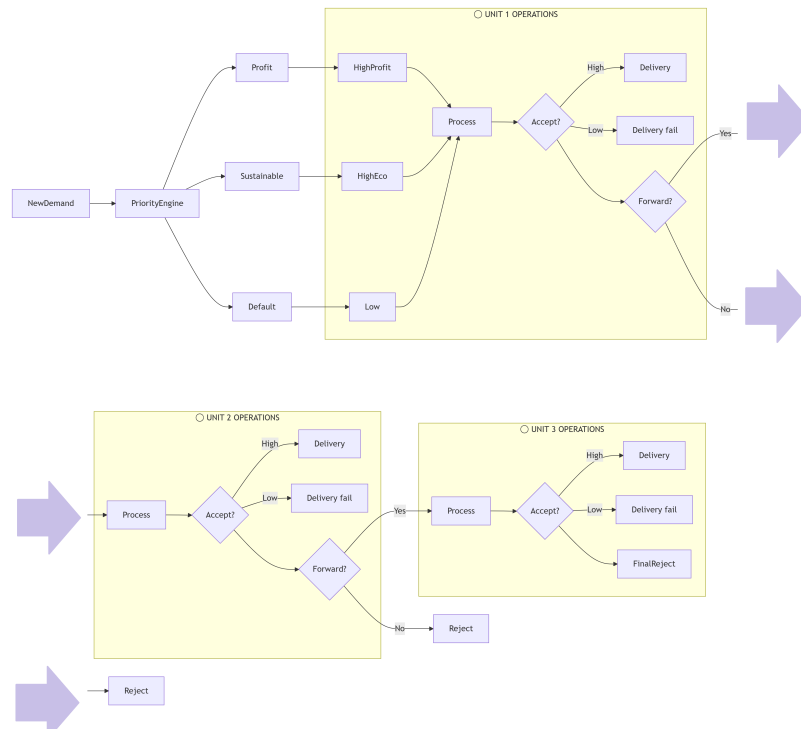 ◯ UNIT 1 OPERATIONS
Profit
HighProfit
High
Delivery
Process
Accept?
Low
Delivery fail
Yes
Sustainable
HighEco
NewDemand
PriorityEngine
Forward?
Default
Low
No
◯ UNIT 2 OPERATIONS
High
Delivery
Low
Delivery fail
Process
Accept?
Forward?
Yes
No
Reject
◯ UNIT 3 OPERATIONS
High
Delivery
Process
Accept?
Low
Delivery fail
FinalReject
Reject